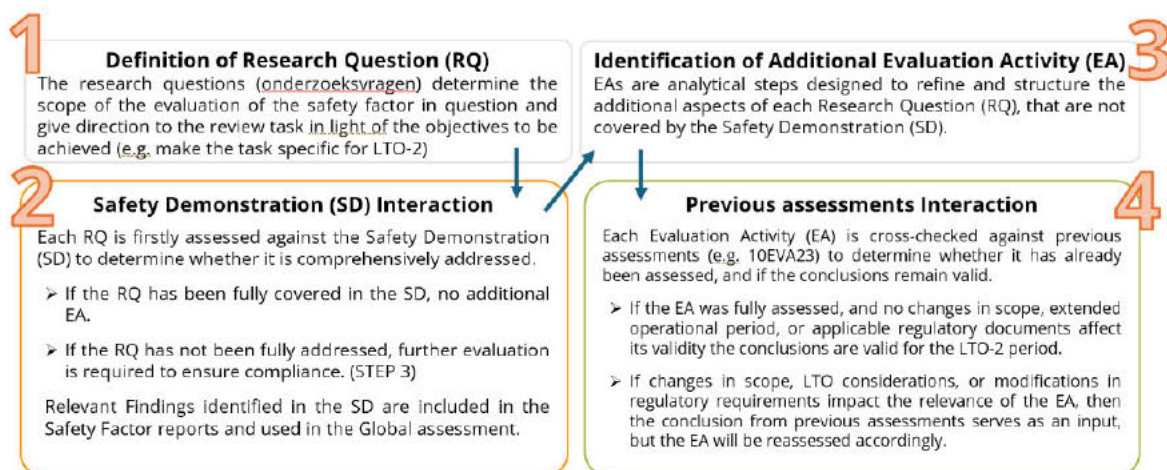 1
Definition of Research Question (RQ)
The research questions (onderzoeksvragen) determine the
scope of the evaluation of the safety factor in question and
give direction to the review task in light of the objectives to be
achieved (e.g. make the task specific for LTO-2)
2
Safety Demonstration (SD) Interaction
Each RQ is firstly assessed against the Safety Demonstration
(SD) to determine whether it is comprehensively addressed.
➢ If the RQ has been fully covered in the SD, no additional
EA.
➢ If the RQ has not been fully addressed, further evaluation
is required to ensure compliance. (STEP 3)
Relevant Findings identified in the SD are included in the
Safety Factor reports and used in the Global assessment.
3
Identification of Additional Evaluation Activity (EA)
EAs are analytical steps designed to refine and structure the
additional aspects of each Research Question (RQ), that are not
covered by the Safety Demonstration (SD).
4
Previous assessments Interaction
Each Evaluation Activity (EA) is cross-checked against previous
assessments (e.g. 10EVA23) to determine whether it has already
been assessed, and if the conclusions remain valid.
➢ If the EA was fully assessed, and no changes in scope, extended
operational period, or applicable regulatory documents affect
its validity the conclusions are valid for the LTO-2 period.
➢ If changes in scope, LTO considerations, or modifications in
regulatory requirements impact the relevance of the EA, then
the conclusion from previous assessments serves as an input,
but the EA will be reassessed accordingly.